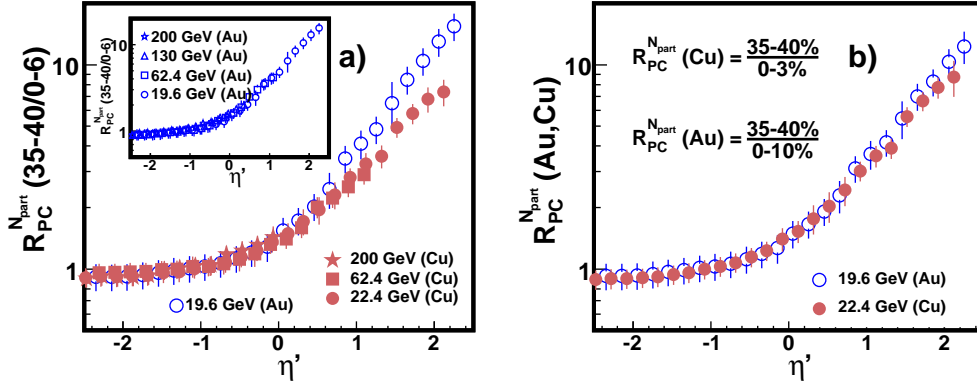 R_PC^N_part (35-40/0-6)
10
1
-2 -1 0 1 2
η’
a)
200 GeV (Au)
130 GeV (Au)
62.4 GeV (Au)
19.6 GeV (Au)
R_PC^N_part (35-40/0-6)
10
1
-2 -1 0 1 2
η’
19.6 GeV (Au)
200 GeV (Cu)
62.4 GeV (Cu)
22.4 GeV (Cu)
R_PC^N_part (Au,Cu)
10
1
-2 -1 0 1 2
η’
b)
R_PC^N_part (Cu) = 35-40% / 0-3%
R_PC^N_part (Au) = 35-40% / 0-10%
19.6 GeV (Au)
22.4 GeV (Cu)